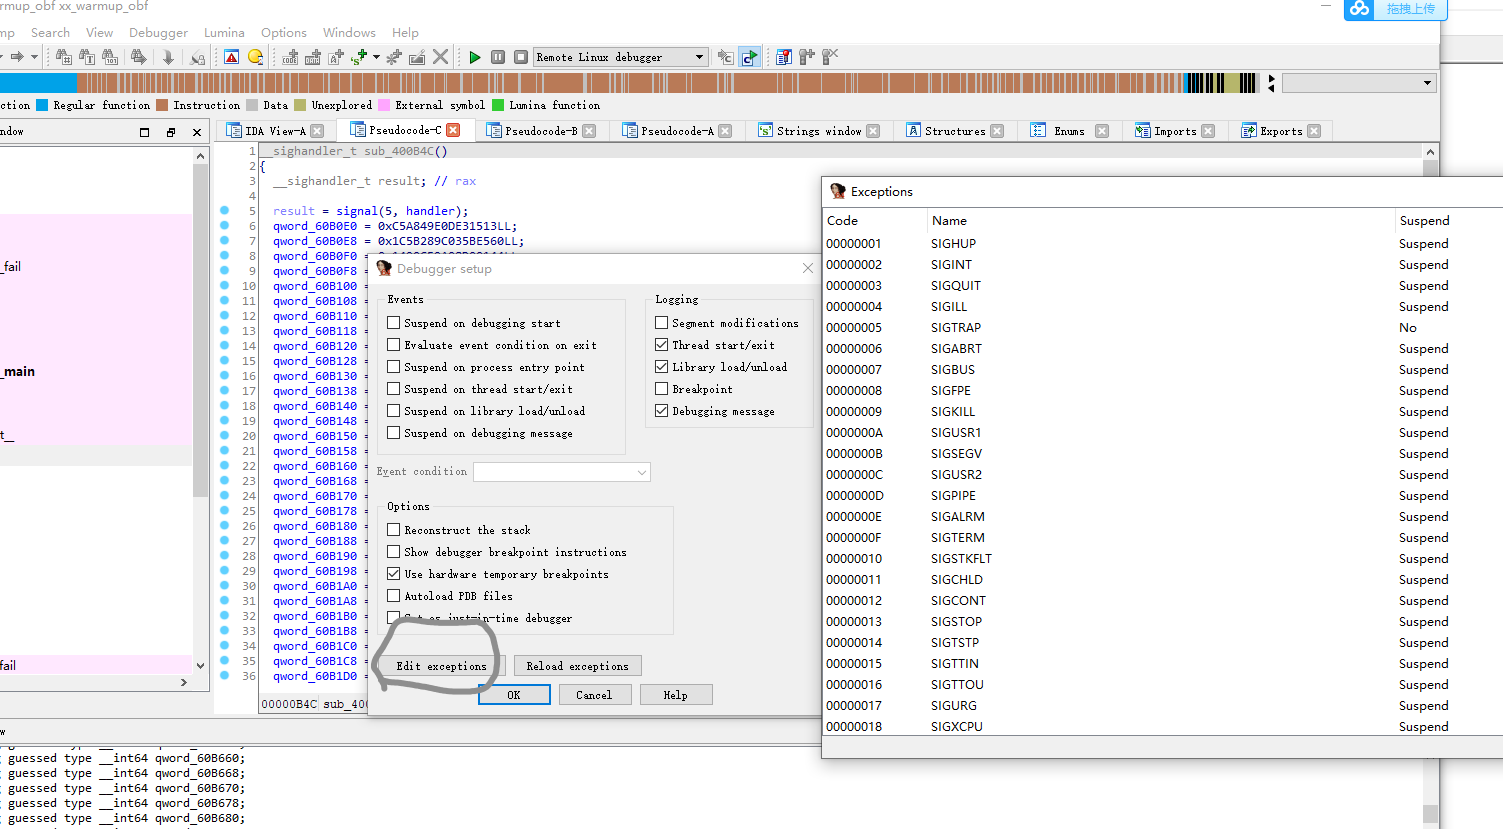 rmup_obf xx_warmup_obf
拖拽上传
mp Search View Debugger Lumina Options Windows Help
Remote Linux debugger
ction Regular function Instruction Data Unexplored External symbol Lumina function
ndow
IDA View-A Pseudocode-C Pseudocode-B Pseudocode-A Strings window Structures Enums Imports Exports
_fail
_main
t__
fail
1 __sighandler_t sub_400B4C()
2 {
3 __sighandler_t result; // rax
4
5 result = signal(5, handler);
6 qword_60B0E0 = 0xC5A849E0DE31513LL;
7 qword_60B0E8 = 0x1C5B289C035BE560LL;
8 qword_60B0F0 =
9 qword_60B0F8 =
10 qword_60B100 =
11 qword_60B108 =
12 qword_60B110 =
13 qword_60B118 =
14 qword_60B120 =
15 qword_60B128 =
16 qword_60B130 =
17 qword_60B138 =
18 qword_60B140 =
19 qword_60B148 =
20 qword_60B150 =
21 qword_60B158 =
22 qword_60B160 =
23 qword_60B168 =
24 qword_60B170 =
25 qword_60B178 =
26 qword_60B180 =
27 qword_60B188 =
28 qword_60B190 =
29 qword_60B198 =
30 qword_60B1A0 =
31 qword_60B1A8 =
32 qword_60B1B0 =
33 qword_60B1B8 =
34 qword_60B1C0 =
35 qword_60B1C8 =
36 qword_60B1D0 =
00000B4C sub_400
Debugger setup
Events
Suspend on debugging start
Evaluate event condition on exit
Suspend on process entry point
Suspend on thread start/exit
Suspend on library load/unload
Suspend on debugging message
Logging
Segment modifications
Thread start/exit
Library load/unload
Breakpoint
Debugging message
Event condition
Options
Reconstruct the stack
Show debugger breakpoint instructions
Use hardware temporary breakpoints
Autoload PDB files
Set as just-in-time debugger
Edit exceptions Reload exceptions
OK Cancel Help
Exceptions
Code Name Suspend
00000001 SIGHUP Suspend
00000002 SIGINT Suspend
00000003 SIGQUIT Suspend
00000004 SIGILL Suspend
00000005 SIGTRAP No
00000006 SIGABRT Suspend
00000007 SIGBUS Suspend
00000008 SIGFPE Suspend
00000009 SIGKILL Suspend
0000000A SIGUSR1 Suspend
0000000B SIGSEGV Suspend
0000000C SIGUSR2 Suspend
0000000D SIGPIPE Suspend
0000000E SIGALRM Suspend
0000000F SIGTERM Suspend
00000010 SIGSTKFLT Suspend
00000011 SIGCHLD Suspend
00000012 SIGCONT Suspend
00000013 SIGSTOP Suspend
00000014 SIGTSTP Suspend
00000015 SIGTTIN Suspend
00000016 SIGTTOU Suspend
00000017 SIGURG Suspend
00000018 SIGXCPU Suspend
w
guessed type __int64 qword_60B660;
guessed type __int64 qword_60B668;
guessed type __int64 qword_60B670;
guessed type __int64 qword_60B678;
guessed type __int64 qword_60B680;